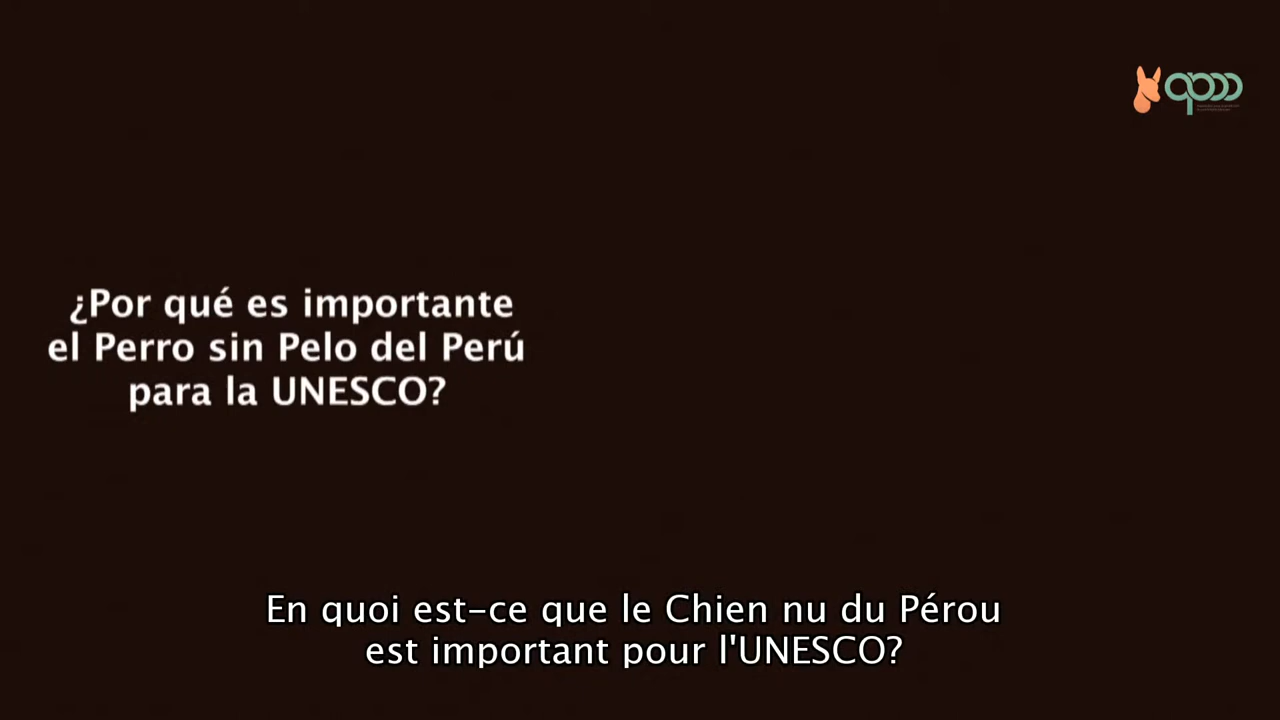 ¿Por qué es importante
el Perro sin Pelo del Perú
para la UNESCO?
En quoi est-ce que le Chien nu du Pérou
est important pour l'UNESCO?